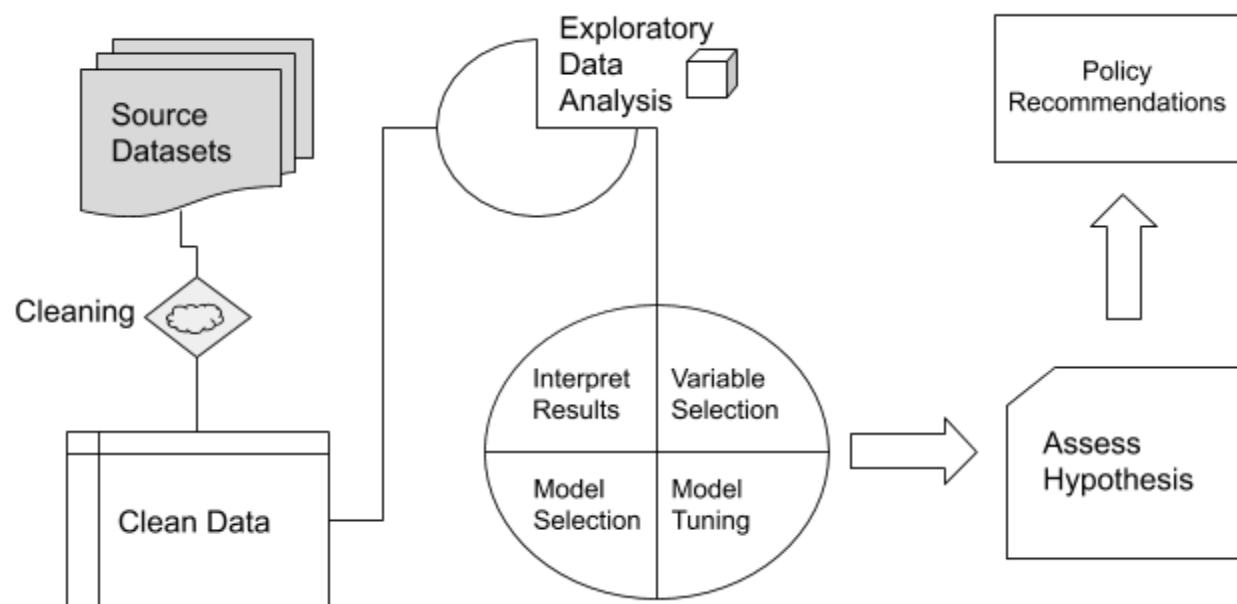 Source
Datasets
Cleaning
Clean Data
Exploratory
Data
Analysis
Interpret
Results
Variable
Selection
Model
Selection
Model
Tuning
Assess
Hypothesis
Policy
Recommendations